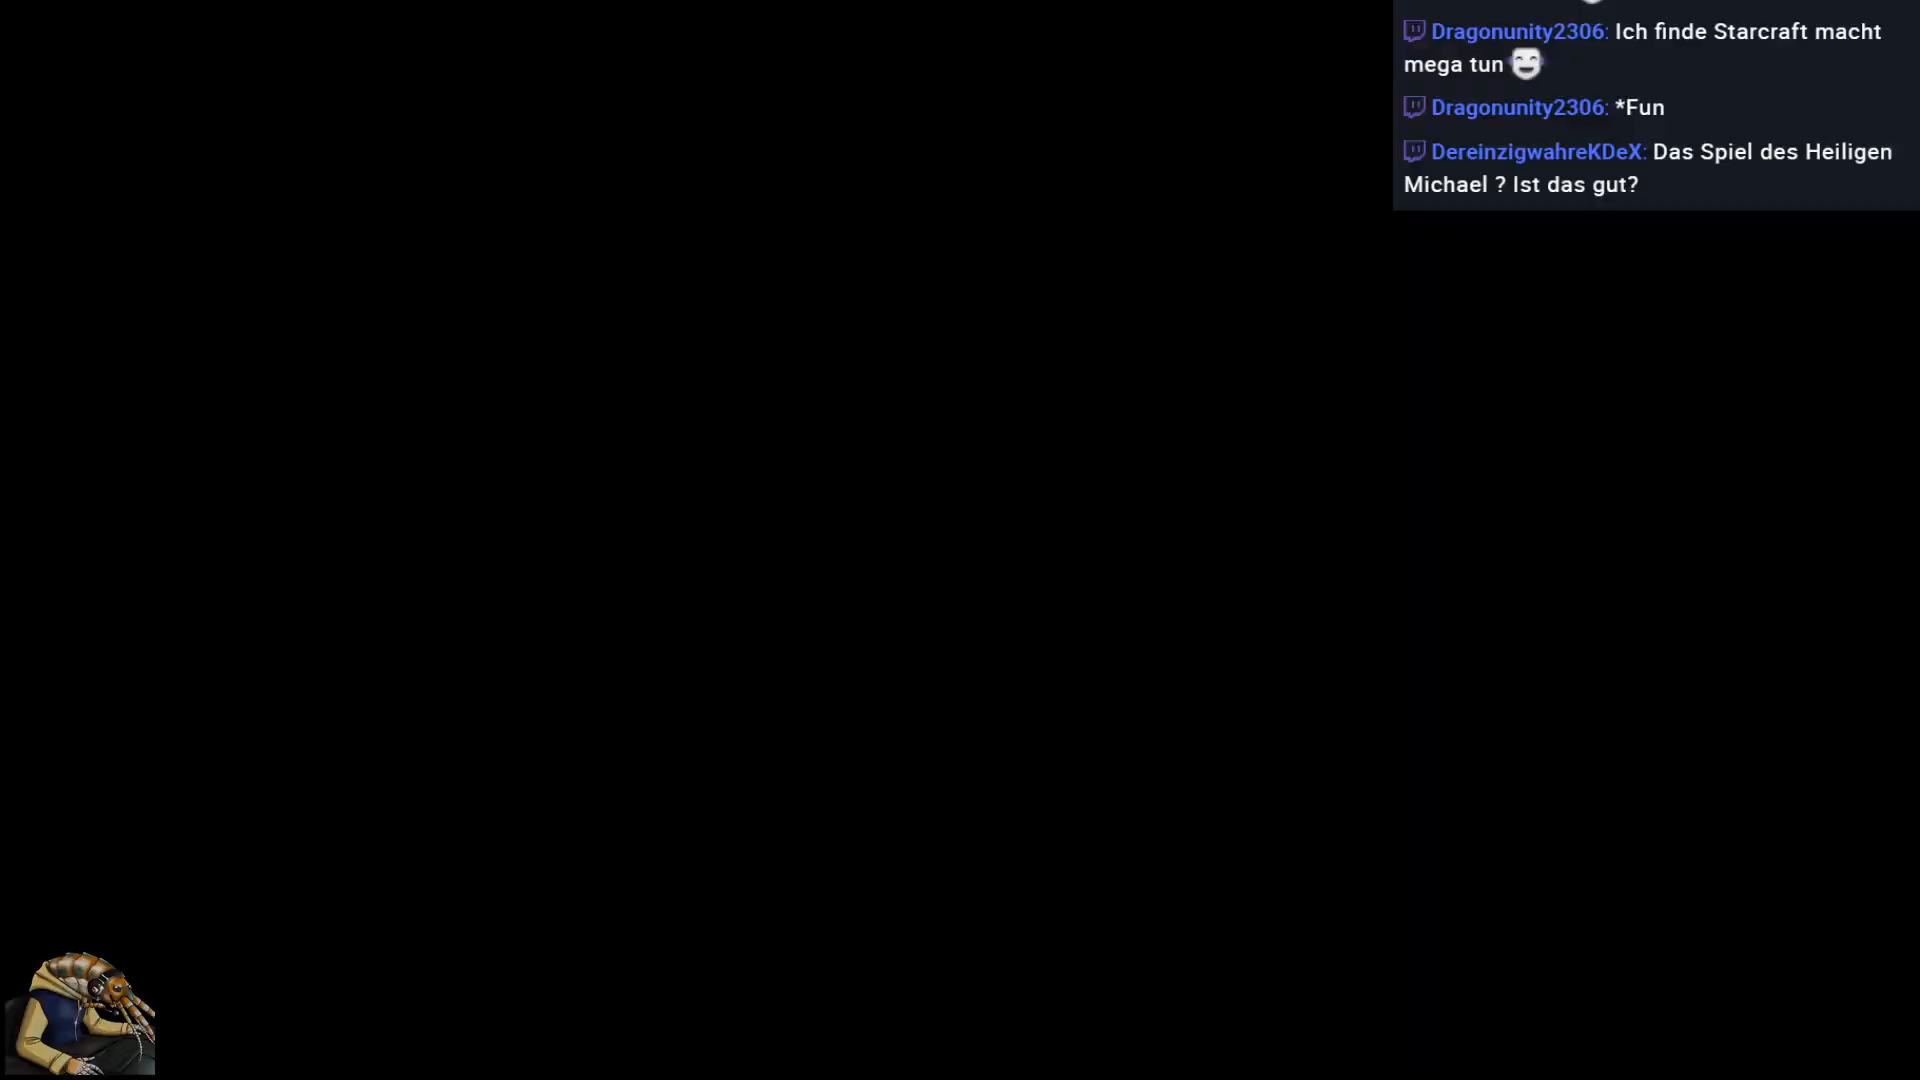 Dragonunity2306: Ich finde Starcraft macht
mega tun
Dragonunity2306: *Fun
DereinzigwahreKDeX: Das Spiel des Heiligen
Michael ? Ist das gut?